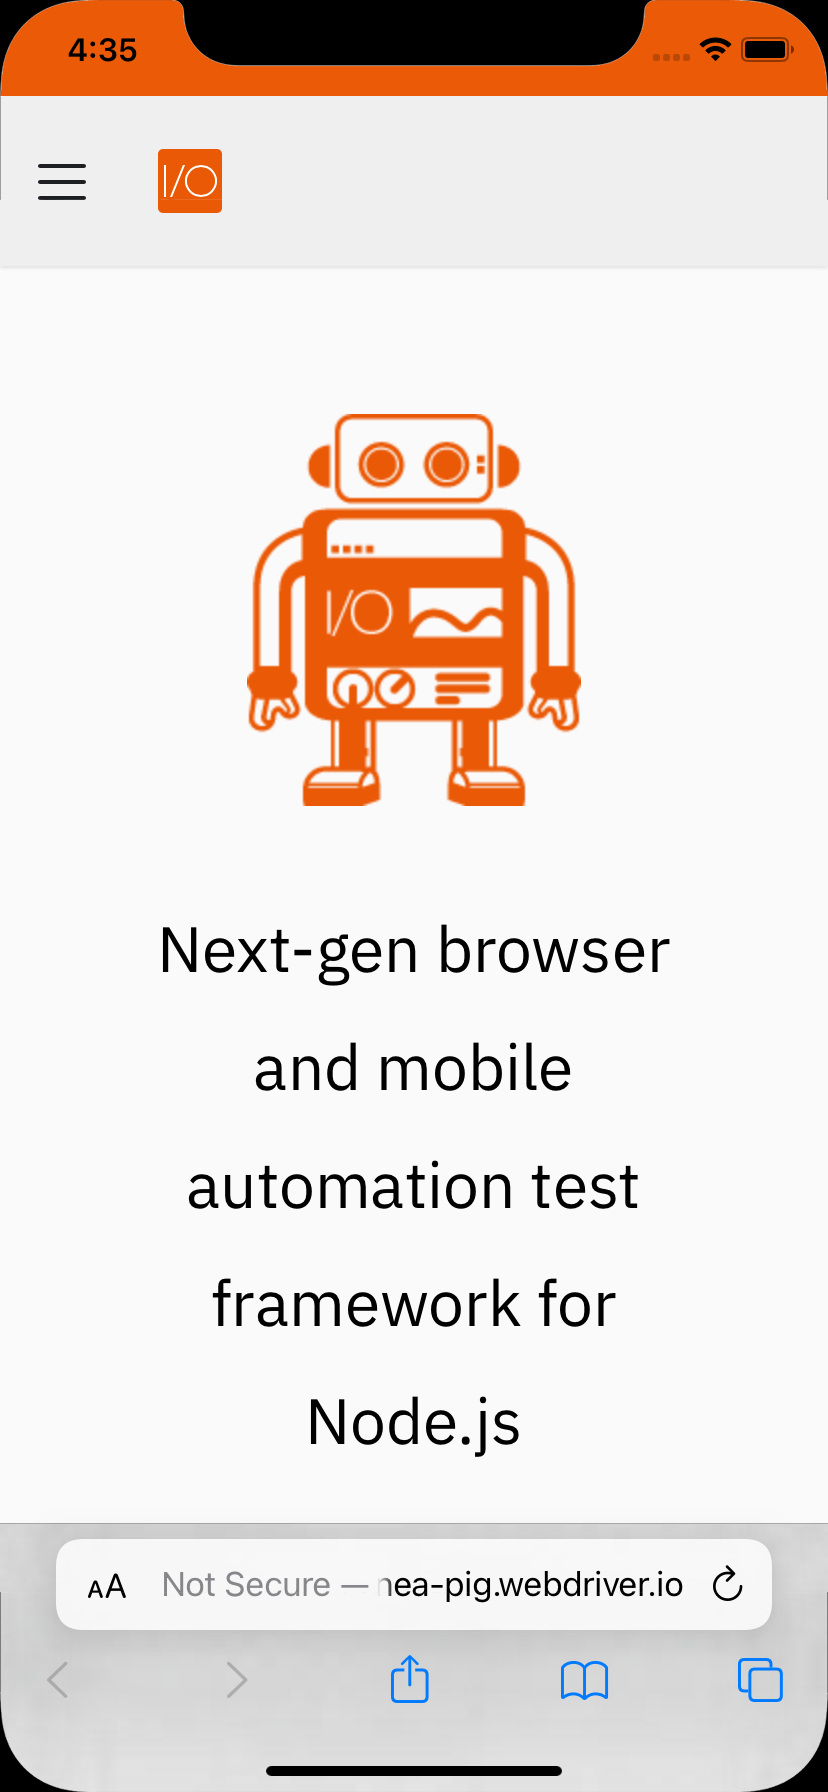 4:35
I/O
I/O
Next-gen browser
and mobile
automation test
framework for
Node.js
AA Not Secure — nea-pig.webdriver.io